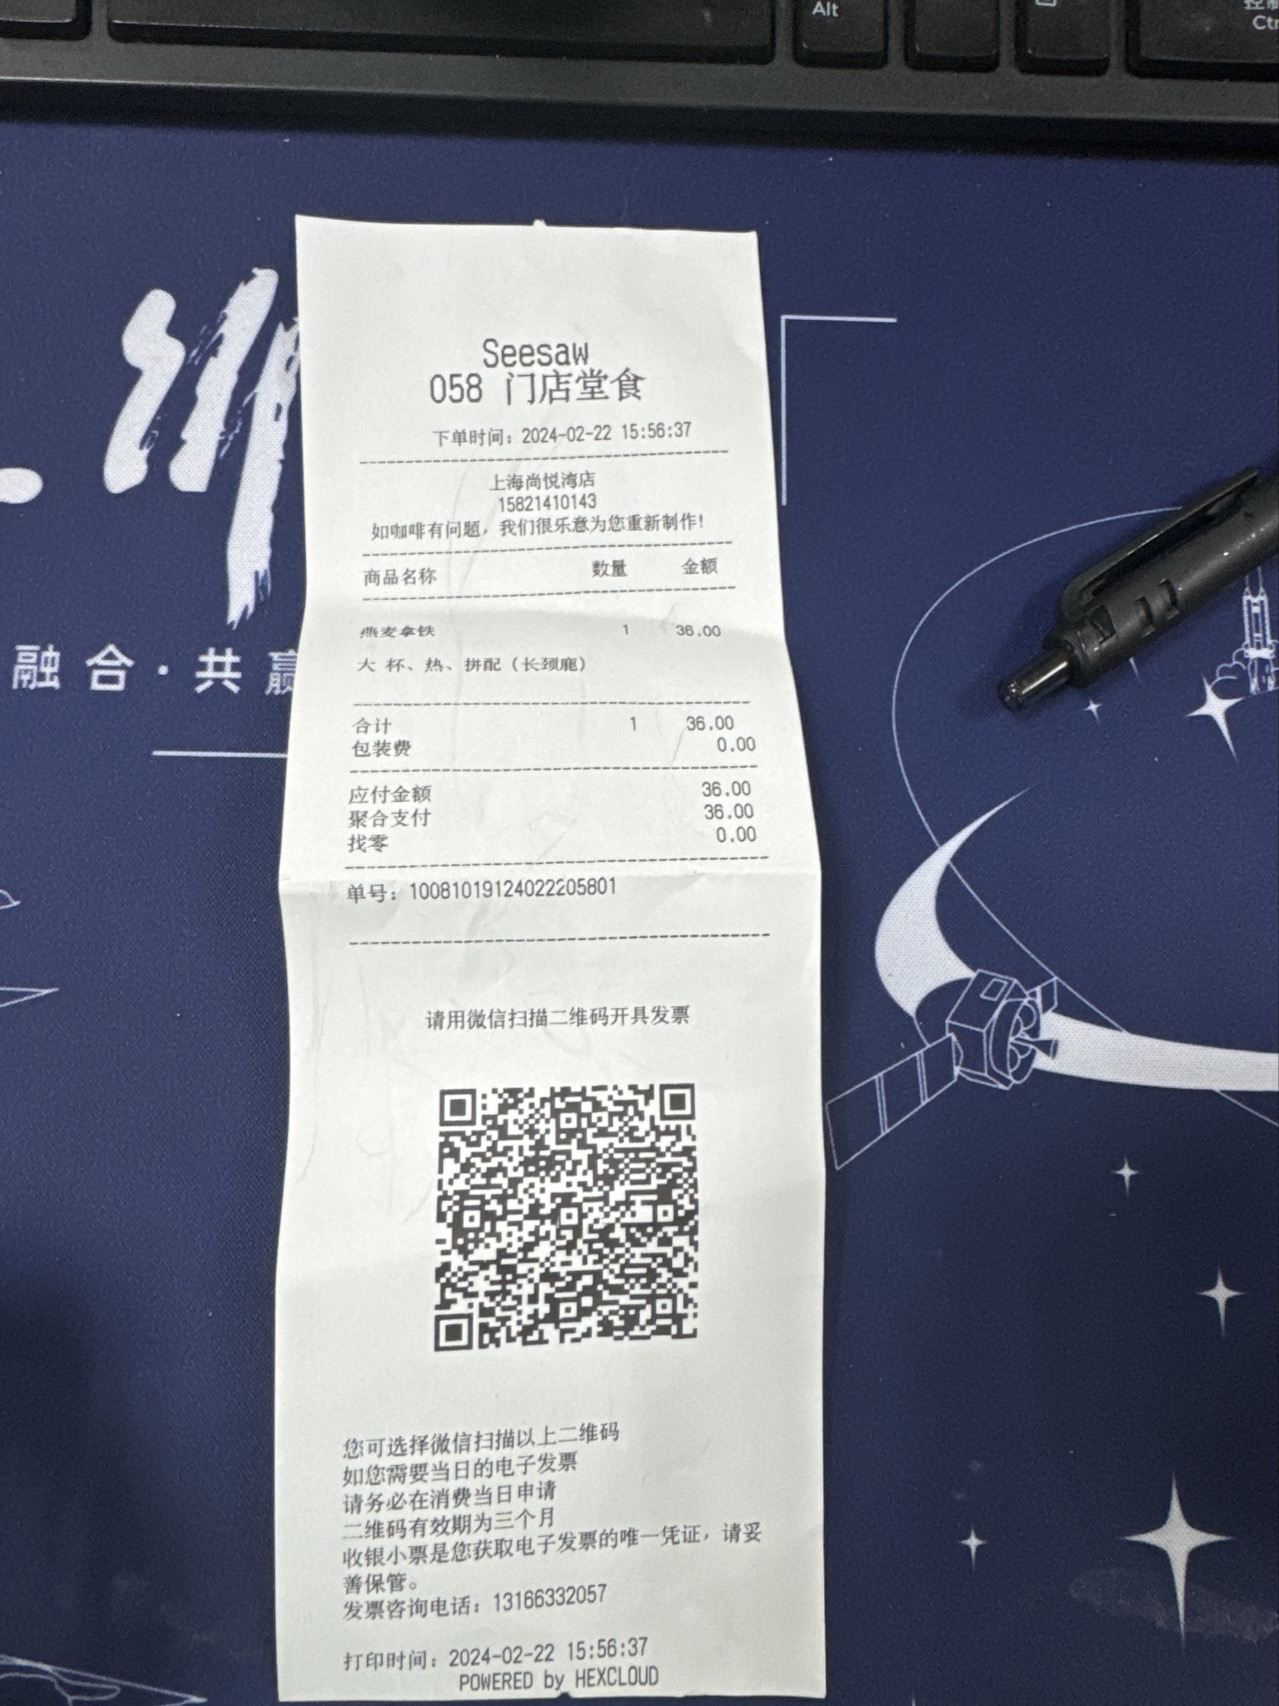 Alt
控制
Ctr
维
融合·共赢
Seesaw
058 门店堂食
下单时间：2024-02-22 15:56:37
上海尚悦湾店
15821410143
如咖啡有问题，我们很乐意为您重新制作！
商品名称 数量 金额
燕麦拿铁 1 36.00
大 杯、热、拼配（长颈鹿）
合计 1 36.00
包装费 0.00
应付金额 36.00
聚合支付 36.00
找零 0.00
单号：10081019124022205801
请用微信扫描二维码开具发票
您可选择微信扫描以上二维码
如您需要当日的电子发票
请务必在消费当日申请
二维码有效期为三个月
收银小票是您获取电子发票的唯一凭证，请妥
善保管。
发票咨询电话：13166332057
打印时间：2024-02-22 15:56:37
POWERED by HEXCLOUD